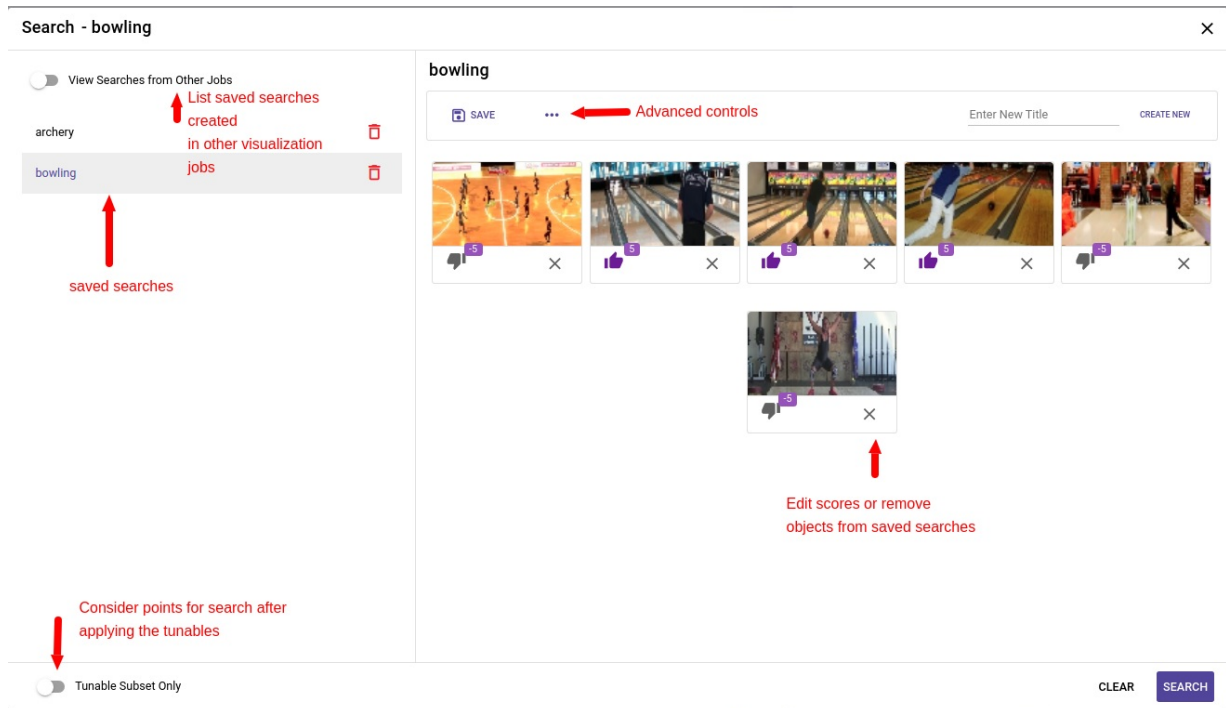 Search - bowling
View Searches from Other Jobs
List saved searches
created
in other visualization
jobs
archery
bowling
saved searches
Consider points for search after
applying the tunables
Tunable Subset Only
bowling
SAVE
Advanced controls
Enter New Title
CREATE NEW
-5
5
5
5
-5
-5
Edit scores or remove
objects from saved searches
CLEAR
SEARCH